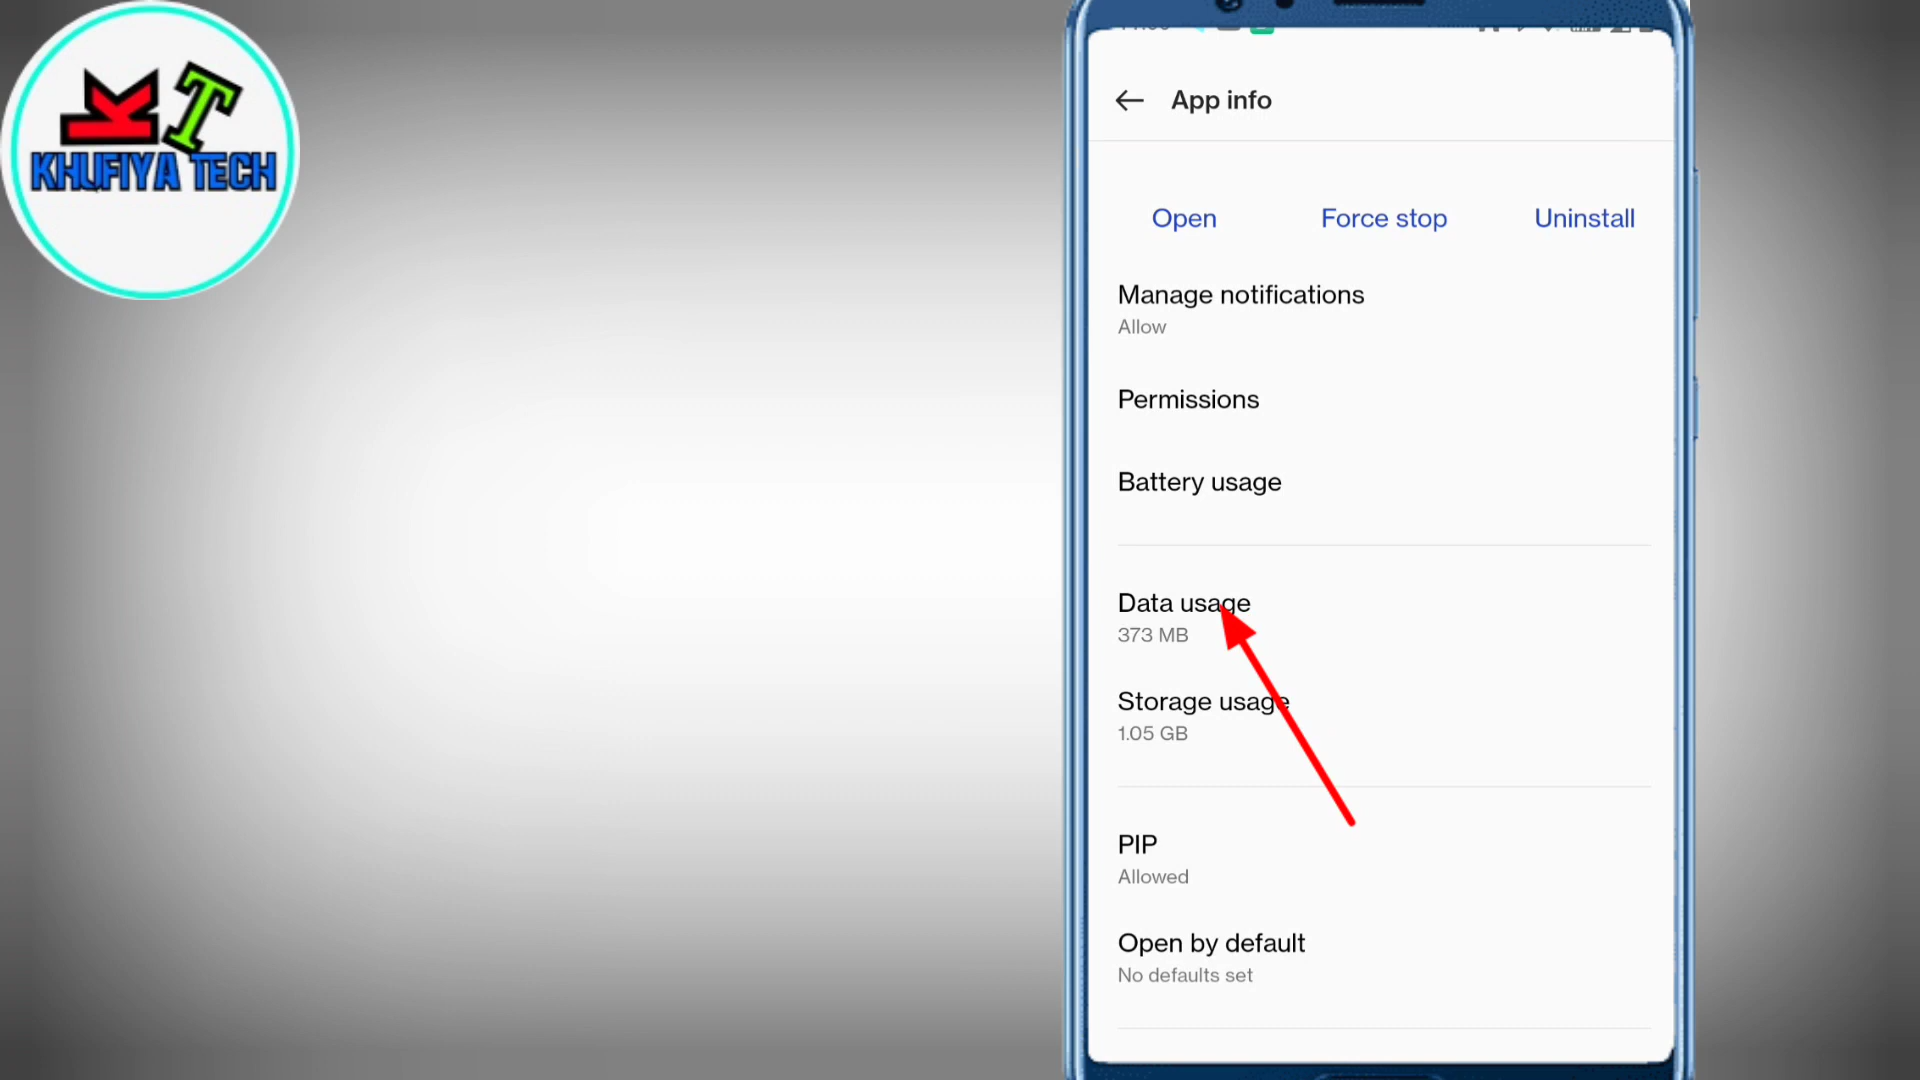 KT
KHUFIYA TECH
App info
Open Force stop Uninstall
Manage notifications
Allow
Permissions
Battery usage
Data usage
373 MB
Storage usage
1.05 GB
PIP
Allowed
Open by default
No defaults set